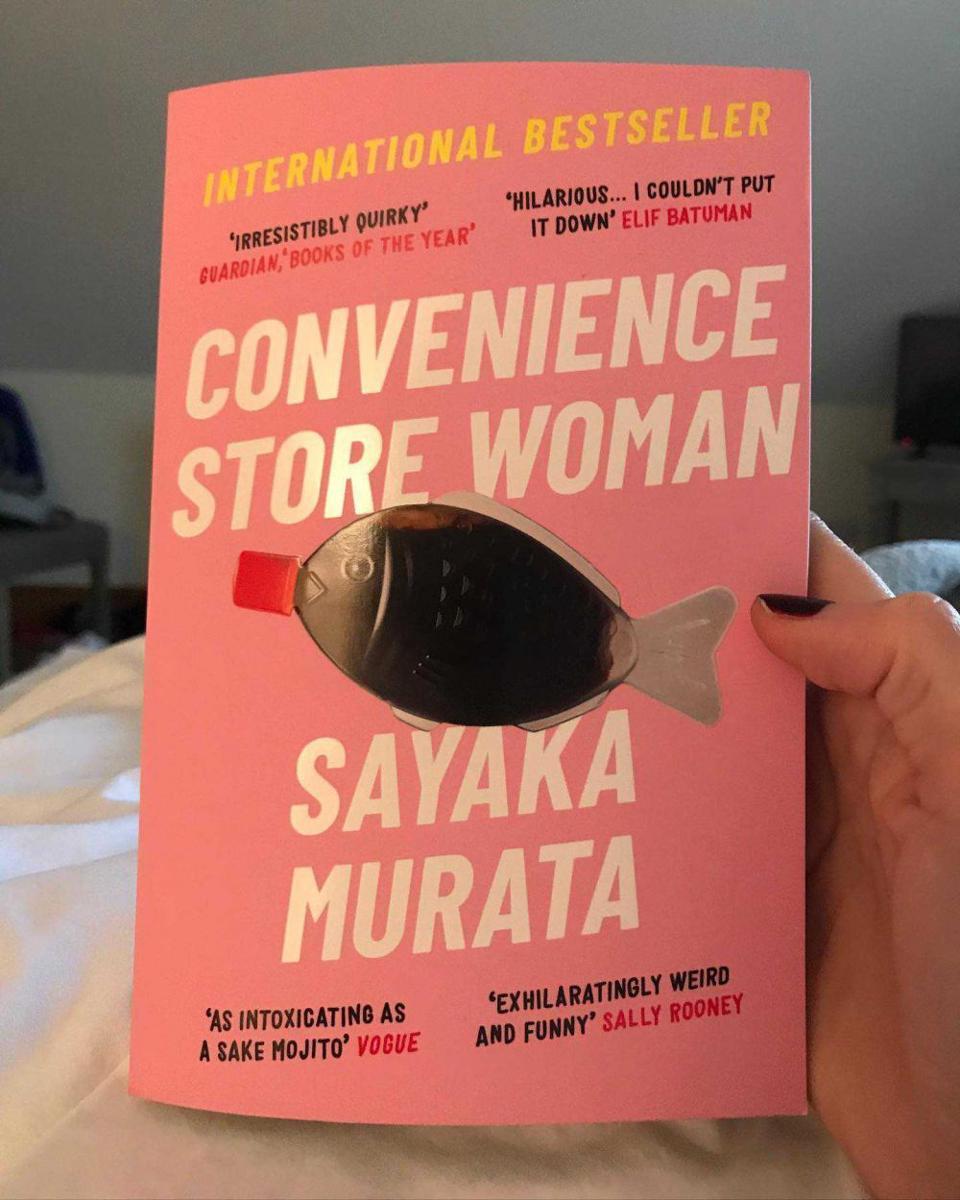 INTERNATIONAL BESTSELLER
‘IRRESISTIBLY QUIRKY’
GUARDIAN, ‘BOOKS OF THE YEAR’
‘HILARIOUS... I COULDN’T PUT
IT DOWN’ ELIF BATUMAN
CONVENIENCE
STORE WOMAN
SAYAKA
MURATA
‘AS INTOXICATING AS
A SAKE MOJITO’ VOGUE
‘EXHILARATINGLY WEIRD
AND FUNNY’ SALLY ROONEY